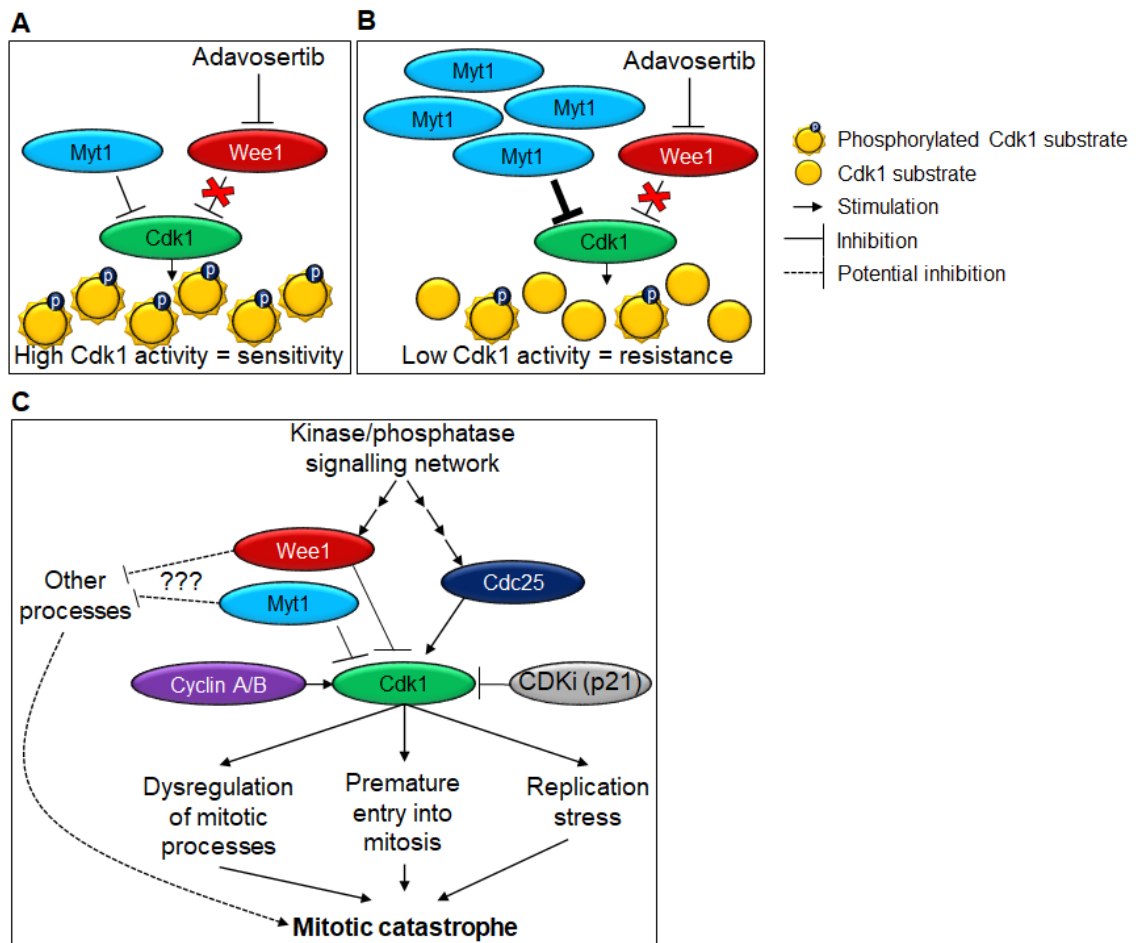 A
Adavosertib
Myt1
Wee1
Cdk1
p
p
p
p
p
p
High Cdk1 activity = sensitivity
B
Myt1
Adavosertib
Myt1
Myt1
Myt1
Wee1
Cdk1
p
p
Low Cdk1 activity = resistance
p
Phosphorylated Cdk1 substrate
Cdk1 substrate
Stimulation
Inhibition
Potential inhibition
C
Kinase/phosphatase
signalling network
Wee1
Cdc25
Other
processes
???
Myt1
Cyclin A/B
Cdk1
CDKi (p21)
Dysregulation
of mitotic
processes
Premature
entry into
mitosis
Replication
stress
Mitotic catastrophe